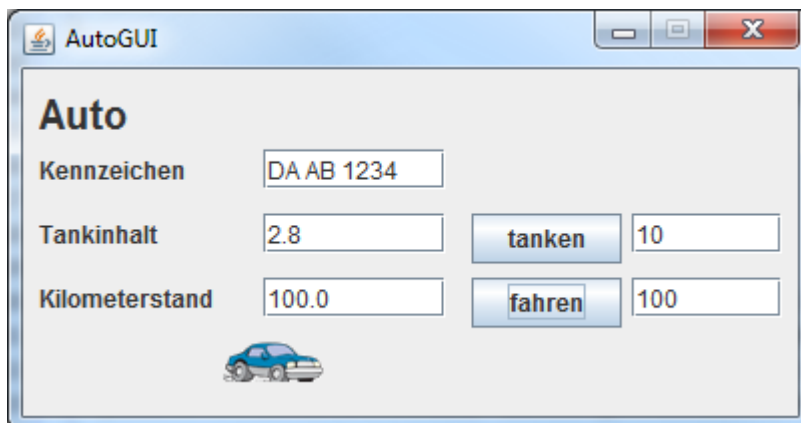 AutoGUI
Auto
Kennzeichen DA AB 1234
Tankinhalt 2.8 tanken 10
Kilometerstand 100.0 fahren 100